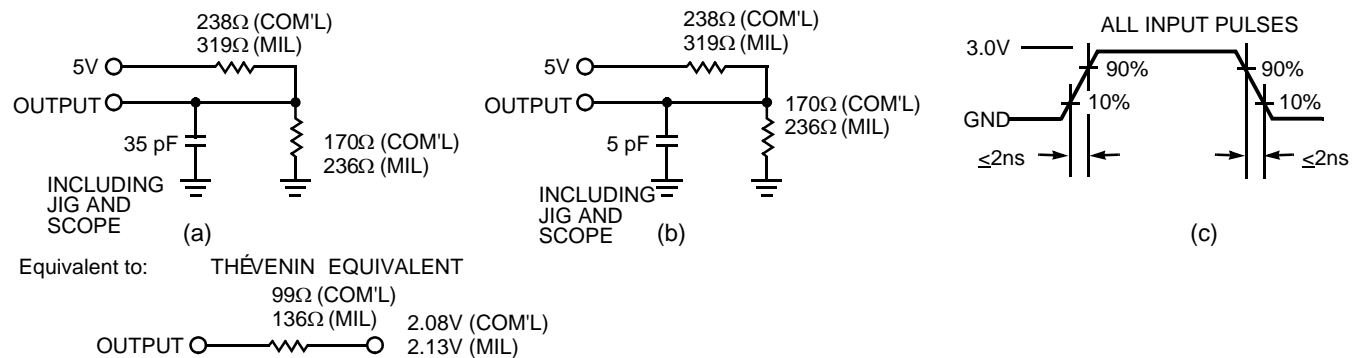 238Ω (COM'L)
319Ω (MIL)
5V
OUTPUT
35 pF
170Ω (COM'L)
236Ω (MIL)
INCLUDING
JIG AND
SCOPE
(a)
238Ω (COM'L)
319Ω (MIL)
5V
OUTPUT
5 pF
170Ω (COM'L)
236Ω (MIL)
INCLUDING
JIG AND
SCOPE
(b)
ALL INPUT PULSES
3.0V
90%
10%
GND
90%
10%
≤2ns
≤2ns
(c)
Equivalent to: THÉVENIN EQUIVALENT
99Ω (COM'L)
136Ω (MIL)
OUTPUT
2.08V (COM'L)
2.13V (MIL)